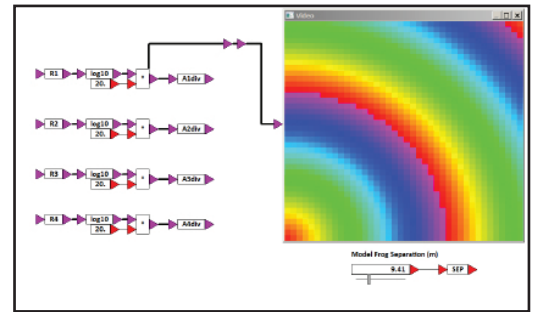 Video
R1 log10 * A1div
20.
R2 log10 * A2div
20.
R3 log10 * A3div
20.
R4 log10 * A4div
20.
Model Frog Separation (m)
9.41 SEP